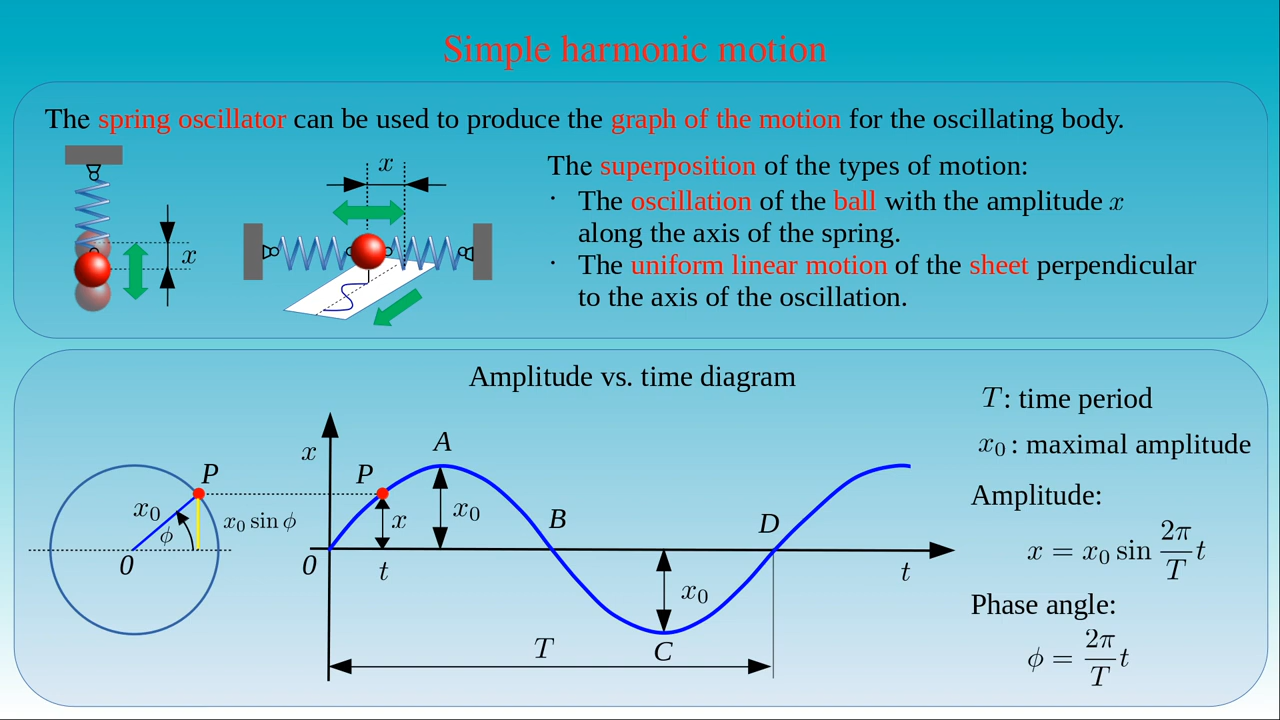 Simple harmonic motion
The spring oscillator can be used to produce the graph of the motion for the oscillating body.
x
x
The superposition of the types of motion:
· The oscillation of the ball with the amplitude x
along the axis of the spring.
· The uniform linear motion of the sheet perpendicular
to the axis of the oscillation.
Amplitude vs. time diagram
T: time period
x₀: maximal amplitude
Amplitude:
x = x₀ sin 2π/T t
Phase angle:
ϕ = 2π/T t
P
x₀
ϕ
x₀ sin ϕ
0
x
P
A
x
x₀
B
D
0
t
t
x₀
T
C